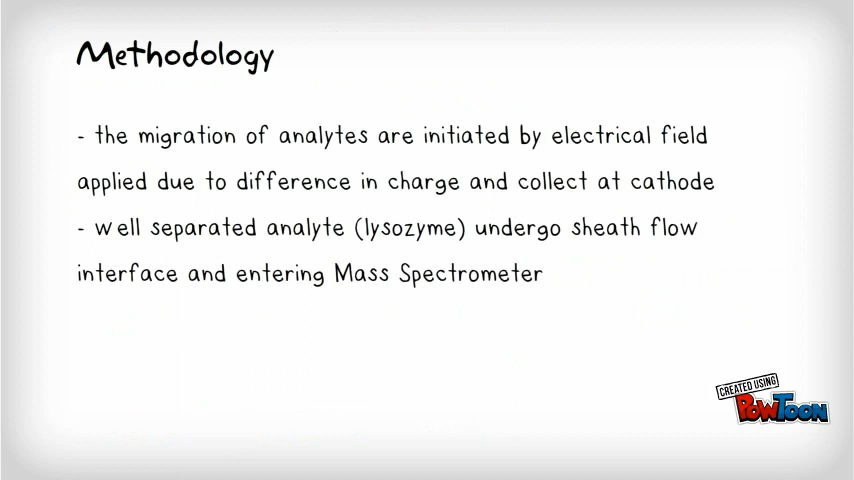 Methodology
- the migration of analytes are initiated by electrical field
applied due to difference in charge and collect at cathode
- well separated analyte (lysozyme) undergo sheath flow
interface and entering Mass Spectrometer
CREATED USING
POWTOON